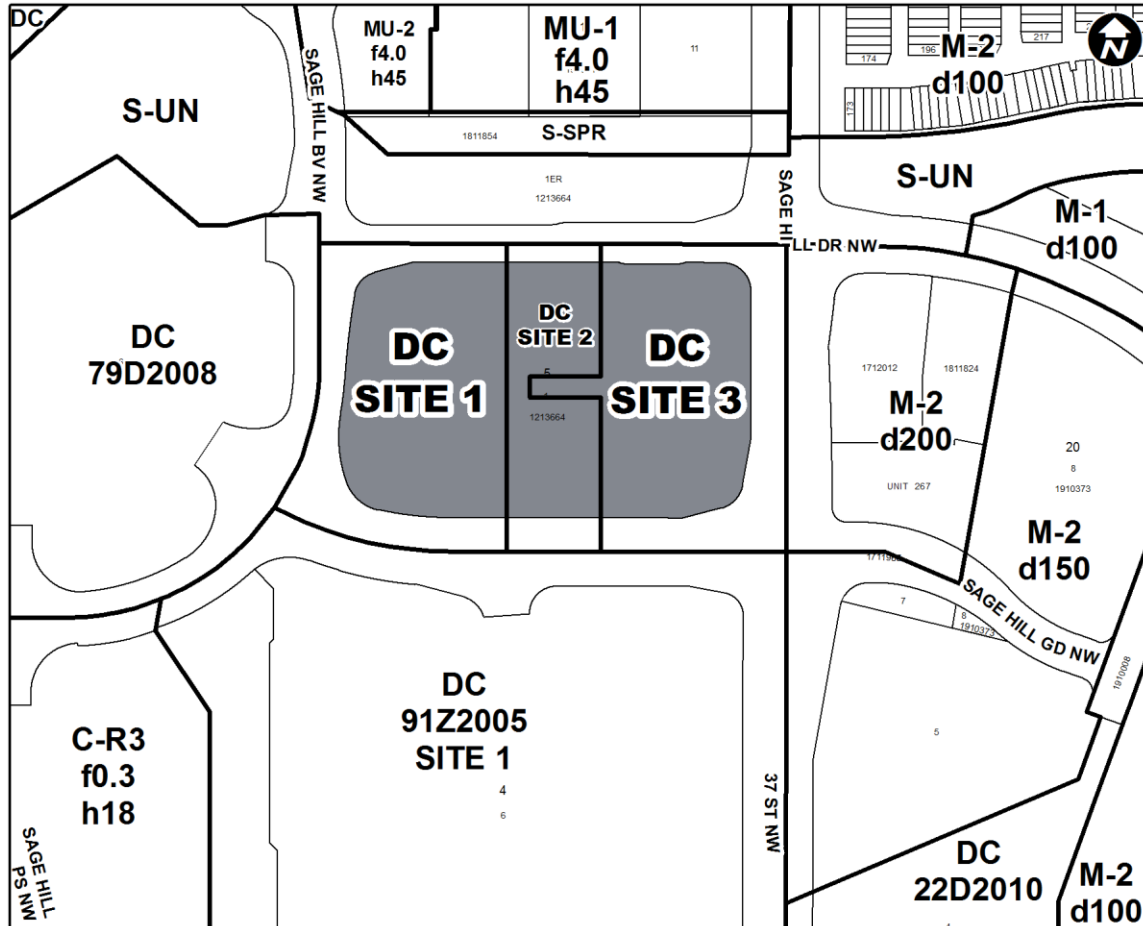 DC
S-UN
SAGE HILL BV NW
MU-2
f4.0
h45
MU-1
f4.0
h45
11
174
196
217
M-2
d100
173
N
1811854
S-SPR
1ER
1213664
SAGE HI
LL DR NW
S-UN
M-1
d100
DC
79D2008
DC
SITE 1
DC
SITE 2
5
1213664
DC
SITE 3
1712012
1811824
M-2
d200
UNIT 267
20
8
1910373
M-2
d150
SAGE HILL GD NW
7
8
1910373
1910008
DC
91Z2005
SITE 1
4
6
C-R3
f0.3
h18
SAGE HILL
PS NW
37 ST NW
5
DC
22D2010
M-2
d100